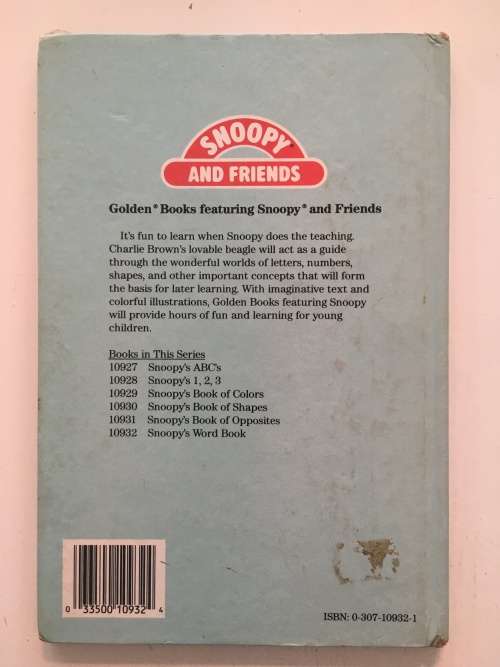 SNOOPY
AND FRIENDS
Golden® Books featuring Snoopy® and Friends
It's fun to learn when Snoopy does the teaching.
Charlie Brown's lovable beagle will act as a guide
through the wonderful worlds of letters, numbers,
shapes, and other important concepts that will form
the basis for later learning. With imaginative text and
colorful illustrations, Golden Books featuring Snoopy
will provide hours of fun and learning for young
children.
Books in This Series
10927 Snoopy's ABC's
10928 Snoopy's 1, 2, 3
10929 Snoopy's Book of Colors
10930 Snoopy's Book of Shapes
10931 Snoopy's Book of Opposites
10932 Snoopy's Word Book
0 33500 10932 4
ISBN: 0-307-10932-1